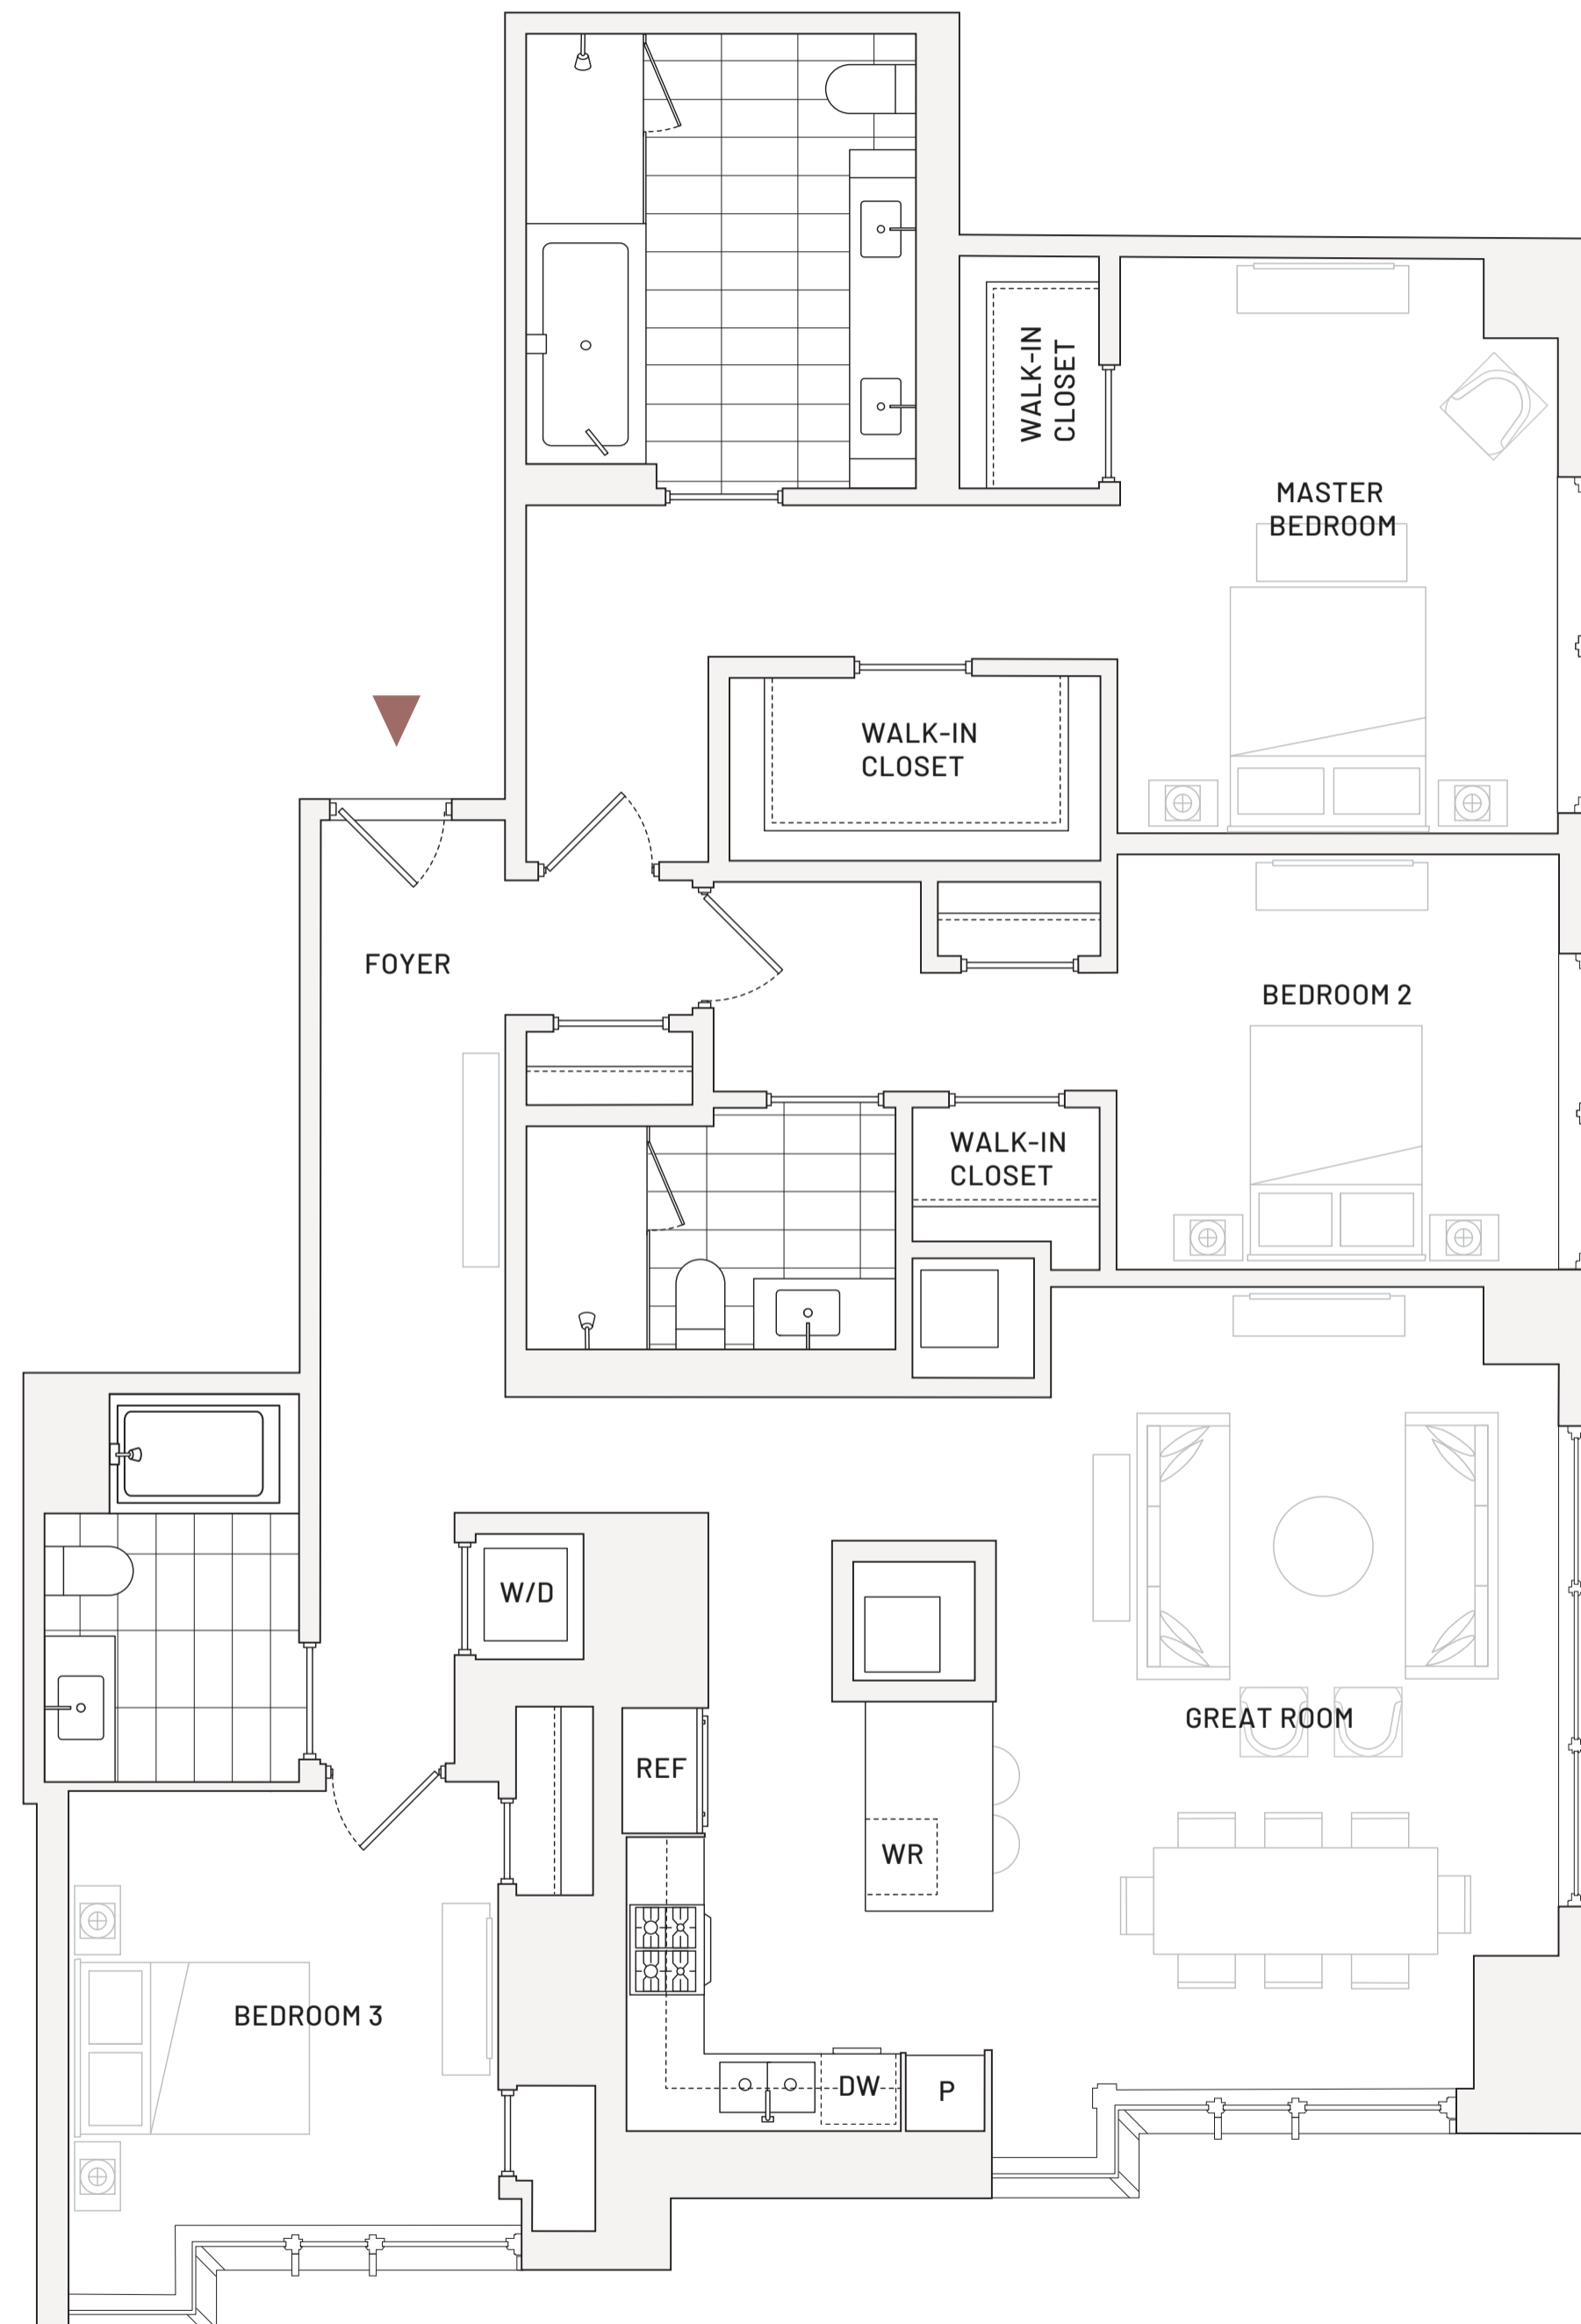 WALK-IN
CLOSET
MASTER
BEDROOM
WALK-IN
CLOSET
FOYER
BEDROOM 2
WALK-IN
CLOSET
W/D
GREAT ROOM
REF
WR
BEDROOM 3
DW
P